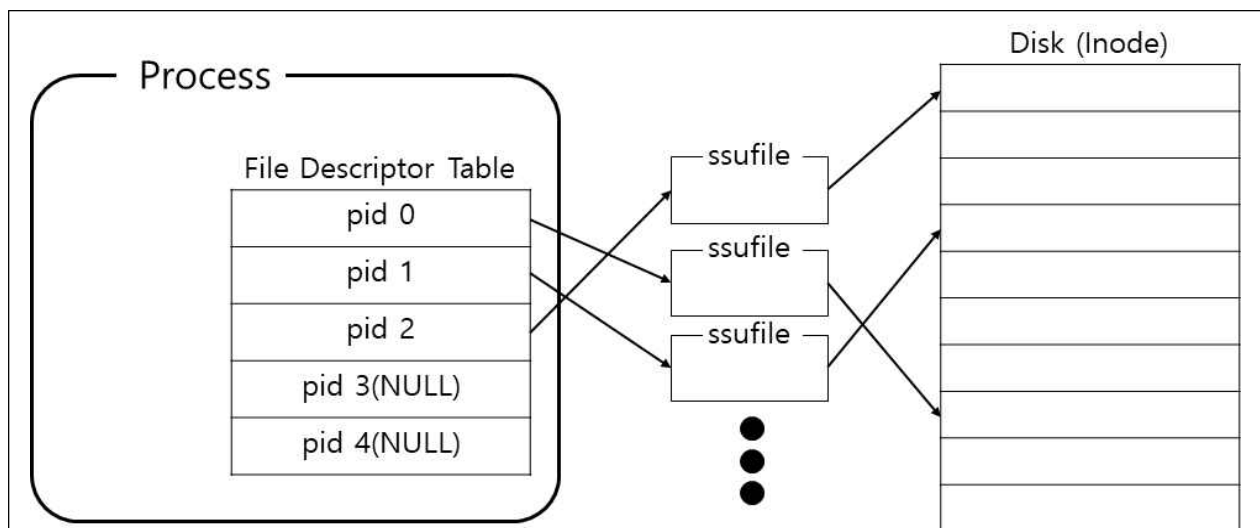 Process
File Descriptor Table
pid 0
pid 1
pid 2
pid 3(NULL)
pid 4(NULL)
ssufile
ssufile
ssufile
Disk (Inode)